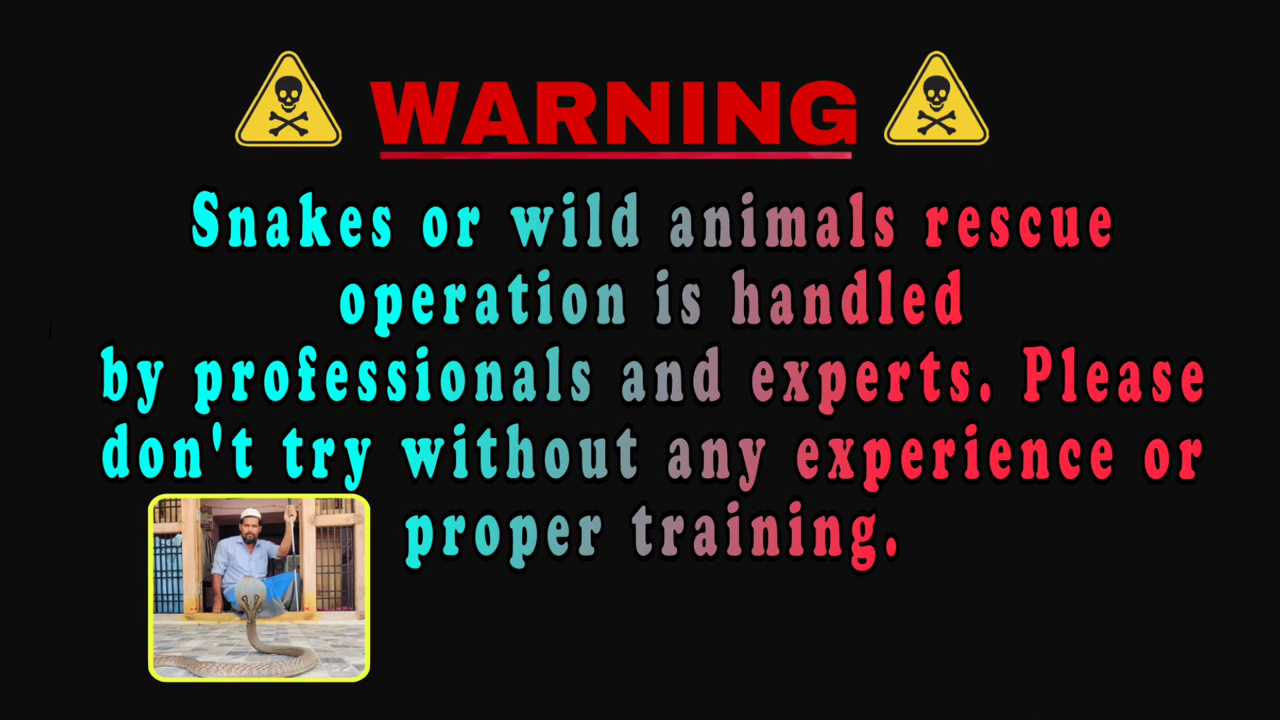 WARNING
Snakes or wild animals rescue
operation is handled
by professionals and experts. Please
don't try without any experience or
proper training.